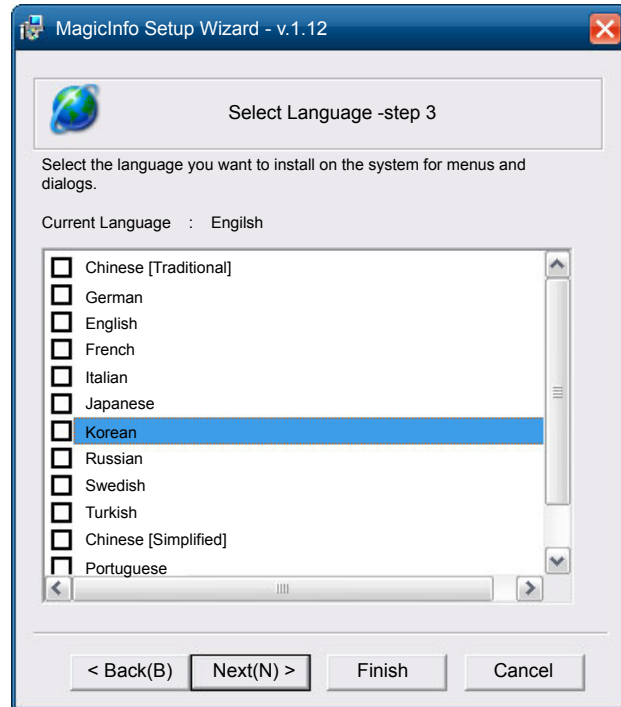 MagicInfo Setup Wizard - v.1.12
Select Language -step 3
Select the language you want to install on the system for menus and
dialogs.
Current Language : Engilsh
Chinese [Traditional]
German
English
French
Italian
Japanese
Korean
Russian
Swedish
Turkish
Chinese [Simplified]
Portuguese
< Back(B) Next(N) > Finish Cancel